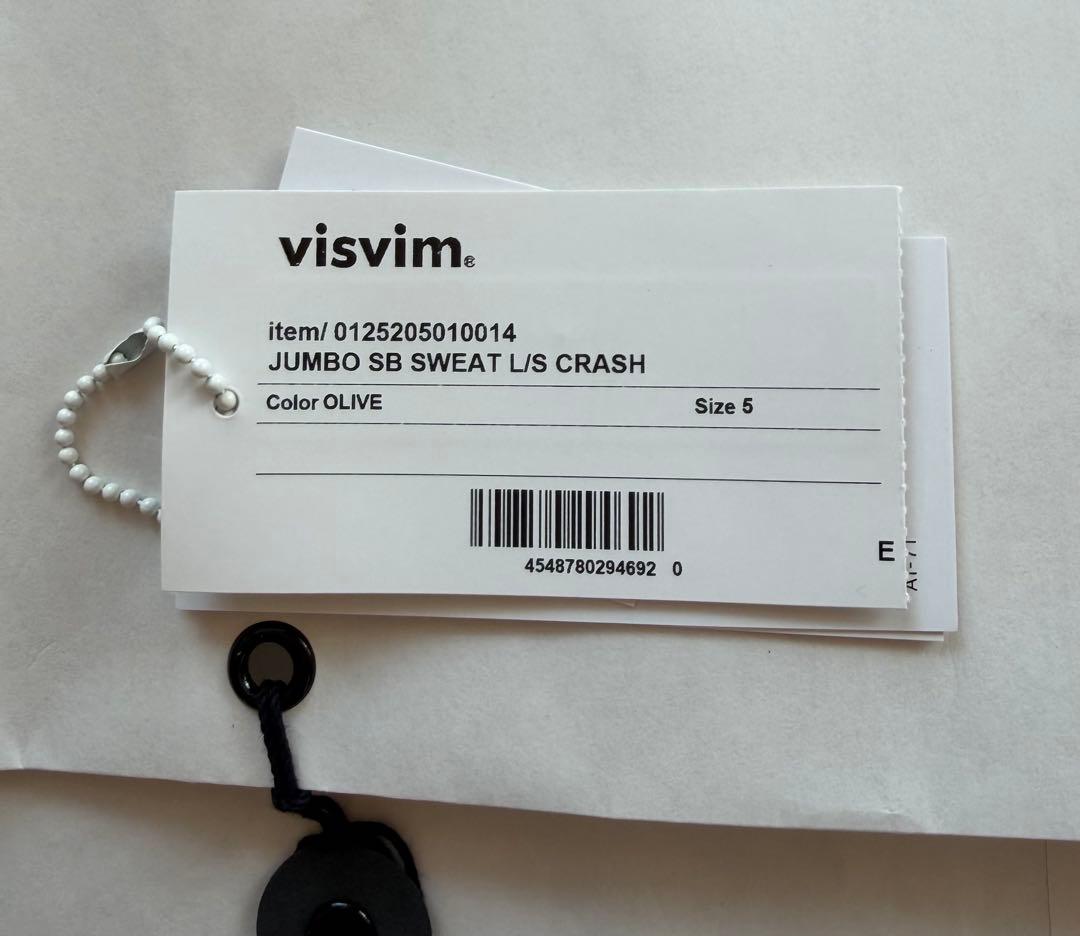 visvim®
item/ 0125205010014
JUMBO SB SWEAT L/S CRASH
Color OLIVE Size 5
4548780294692 0
E